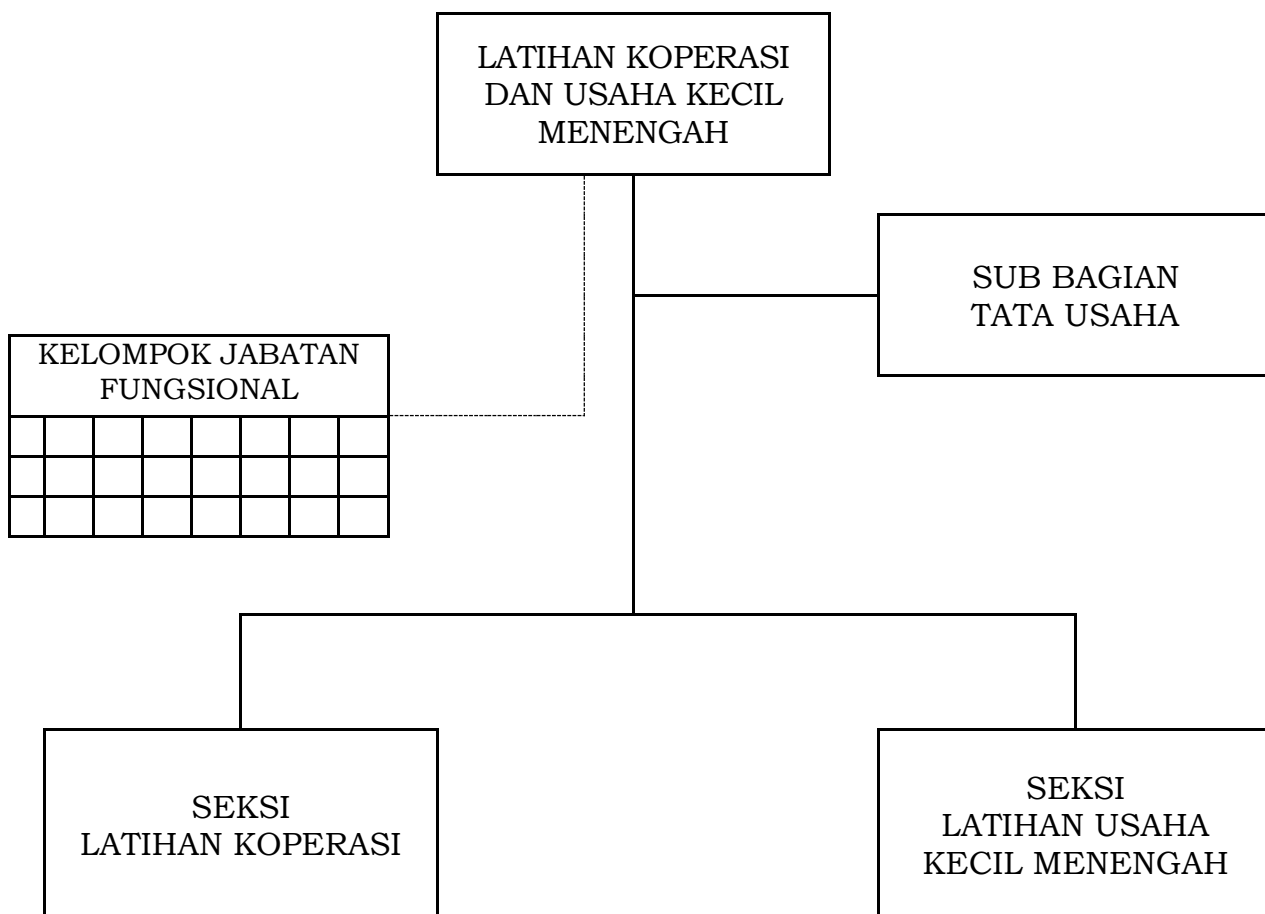 LATIHAN KOPERASI
DAN USAHA KECIL
MENENGAH
SUB BAGIAN
TATA USAHA
KELOMPOK JABATAN
FUNGSIONAL
SEKSI
LATIHAN KOPERASI
SEKSI
LATIHAN USAHA
KECIL MENENGAH